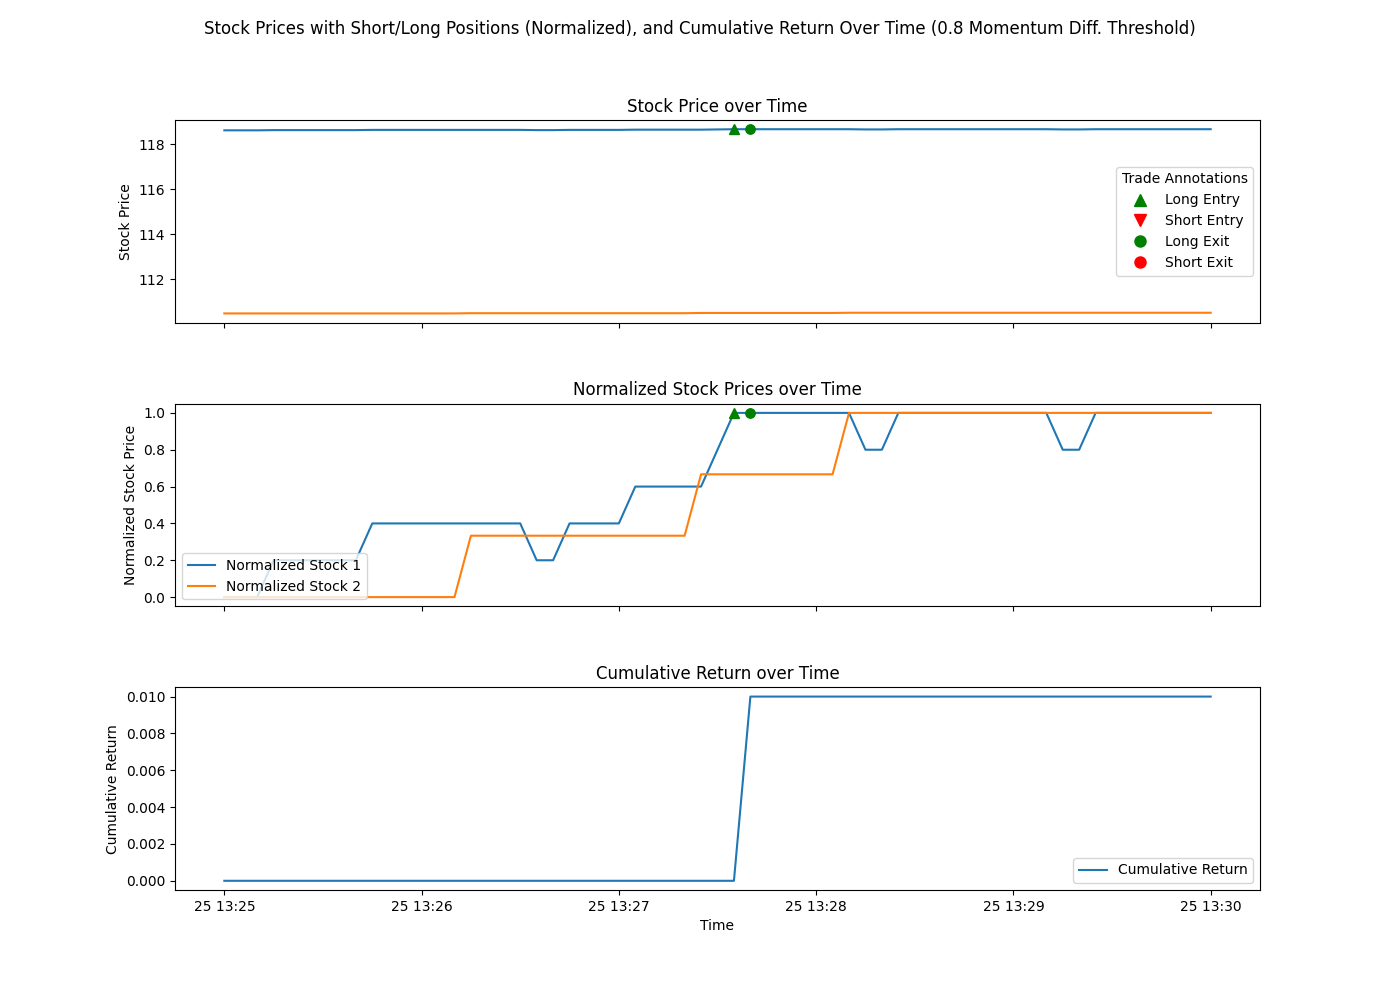 Stock Prices with Short/Long Positions (Normalized), and Cumulative Return Over Time (0.8 Momentum Diff. Threshold)
Stock Price over Time
Stock Price
118
116
114
112
Trade Annotations
Long Entry
Short Entry
Long Exit
Short Exit
Normalized Stock Prices over Time
Normalized Stock Price
1.0
0.8
0.6
0.4
0.2
0.0
Normalized Stock 1
Normalized Stock 2
Cumulative Return over Time
Cumulative Return
0.010
0.008
0.006
0.004
0.002
0.000
Cumulative Return
25 13:25 25 13:26 25 13:27 25 13:28 25 13:29 25 13:30
Time